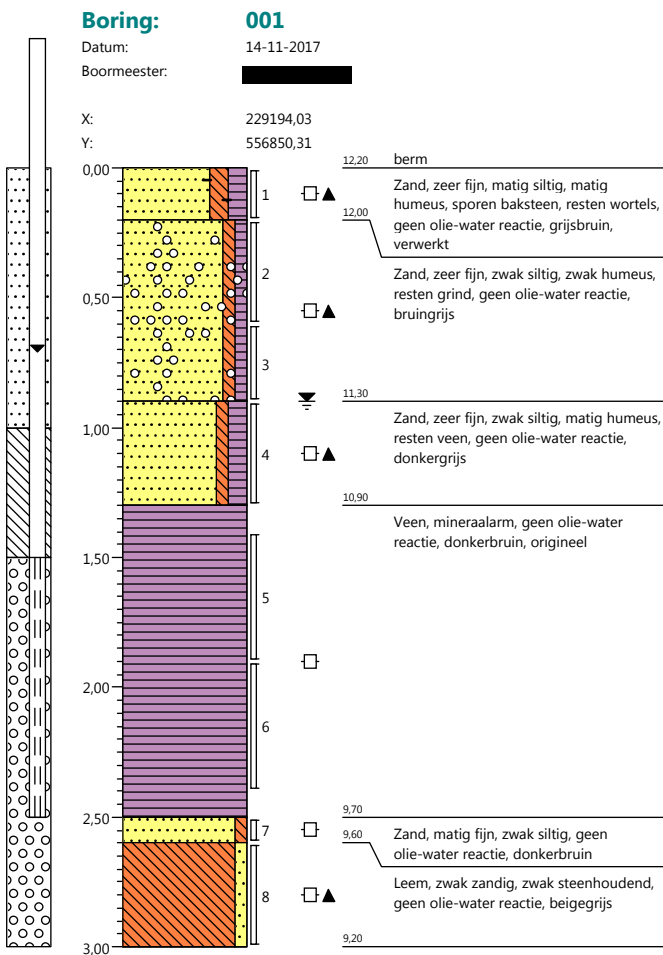 Boring: 001
Datum: 14-11-2017
Boormeester:
X: 229194,03
Y: 556850,31
0,00
0,50
1,00
1,50
2,00
2,50
3,00
1
2
3
4
5
6
7
8
12,20 berm
Zand, zeer fijn, matig siltig, matig
humeus, sporen baksteen, resten wortels,
geen olie-water reactie, grijsbruin,
verwerkt
12,00
Zand, zeer fijn, zwak siltig, zwak humeus,
resten grind, geen olie-water reactie,
bruingrijs
11,30
Zand, zeer fijn, zwak siltig, matig humeus,
resten veen, geen olie-water reactie,
donkergrijs
10,90
Veen, mineraalarm, geen olie-water
reactie, donkerbruin, origineel
9,70
9,60
Zand, matig fijn, zwak siltig, geen
olie-water reactie, donkerbruin
Leem, zwak zandig, zwak steenhoudend,
geen olie-water reactie, beigegrijs
9,20